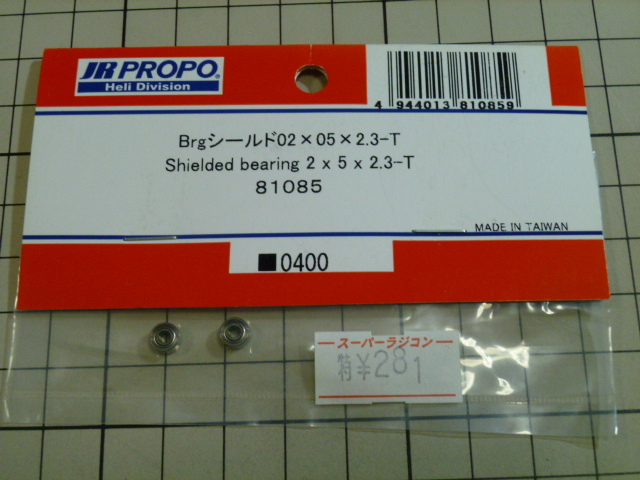 JR PROPO®
Heli Division
4 944013 810859
Brgシールド02×05×2.3-T
Shielded bearing 2 x 5 x 2.3-T
81085
MADE IN TAIWAN
■0400
スーパーラジコン
特¥281